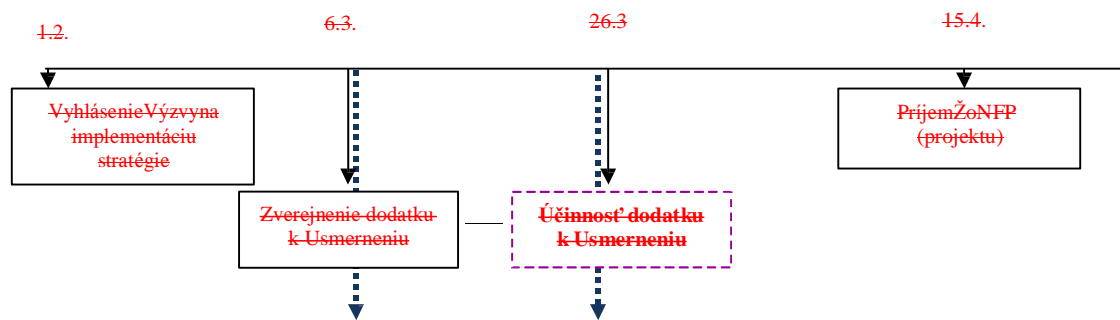 1.2.
6.3.
26.3
15.4.
VyhlásenieVýzvyna
implementáciu
stratégie
PríjemŽoNFP
(projektu)
Zverejnenie dodatku
k Usmerneniu
Účinnosť dodatku
k Usmerneniu